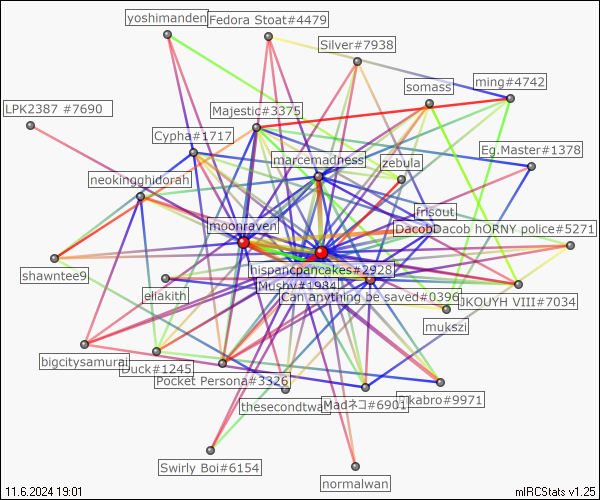 yoshimanden
Fedora Stoat#4479
Silver#7938
somass
ming#4742
LPK2387 #7690
Majestic#3375
Cypha#1717
Eg.Master#1378
marcemadness
zebula
neokingghidorah
frisout
moonraven
DacobDacob hORNY police#5271
shawntee9
hispancpancakes#2928
eliakith
Mushy#1984
Can anything be saved#0396
JKOUYH VIII#7034
mukszi
bigcitysamurai
Duck#1245
Pocket Persona#3326
thesecondtwa
Madネコ#6901
kabro#9971
Swirly Boi#6154
normalwan
11.6.2024 19:01
mIRCStats v1.25